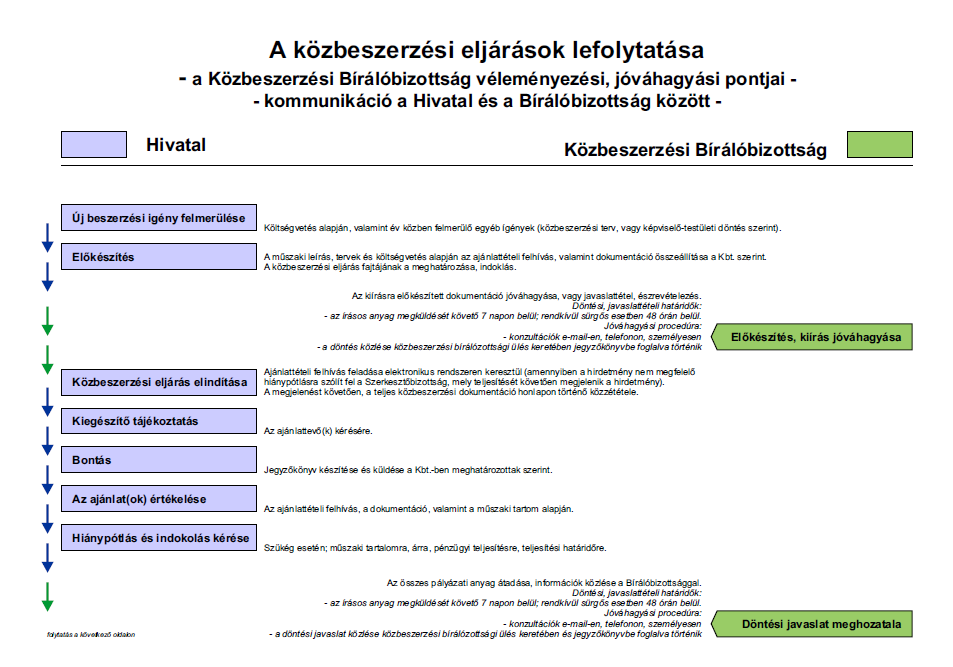 A közbeszerzési eljárások lefolytatása
- a Közbeszerzési Bírálóbizottság véleményezési, jóváhagyási pontjai -
- kommunikáció a Hivatal és a Bírálóbizottság között -
Hivatal
Közbeszerzési Bírálóbizottság
Új beszerzési igény felmerülése
Költségvetés alapján, valamint év közben felmerülő egyéb ígények (közbeszerzési terv, vagy képviselő-testületi döntés szerint).
Előkészítés
A műszaki leírás, tervek és költségvetés alapján az ajánlattételi felhívás, valamint dokumentáció összeállítása a Kbt. szerint.
A közbeszerzési eljárás fajtájának a meghatározása, indoklás.
Az kiírásra előkészített dokumentáció jóváhagyása, vagy javaslattétel, észrevételezés.
Döntési, javaslattételi határidők:
- az írásos anyag megküldését követő 7 napon belül; rendkívül sürgős esetben 48 órán belül.
Jóváhagyási procedúra:
- konzultációk e-mail-en, telefonon, személyesen
- a döntés közlése közbeszerzési bírálózottsági ülés keretében jegyzőkönyvbe foglalva történik
Előkészítés, kiírás jóváhagyása
Közbeszerzési eljárás elindítása
Ajánlattételi felhívás feladása elektronikus rendszeren keresztül (amennyiben a hirdetmény nem megfelelő
hiánypótlásra szólít fel a Szerkesztőbizottság, mely teljesítését követően megjelenik a hirdetmény).
A megjelenést követően, a teljes közbeszerzési dokumentáció honlapon történő közzététele.
Kiegészítő tájékoztatás
Az ajánlattevő(k) kérésére.
Bontás
Jegyzőkönyv készítése és küldése a Kbt.-ben meghatározottak szerint.
Az ajánlat(ok) értékelése
Az ajánlattételi felhívás, a dokumentáció, valamint a műszaki tartom alapján.
Hiánypótlás és indokolás kérése
Szükég esetén; műszaki tartalomra, árra, pénzügyi teljesítésre, teljesítési határidőre.
Az összes pályázati anyag átadása, információk közlése a Bírálóbizottsággal.
Döntési, javaslattételi határidők:
- az írásos anyag megküldését követő 7 napon belül; rendkívül sürgős esetben 48 órán belül.
Jóváhagyási procedúra:
- konzultációk e-mail-en, telefonon, személyesen
- a döntési javaslat közlése közbeszerzési bírálózottsági ülés keretében és jegyzőkönyvbe foglalva történik
Döntési javaslat meghozatala
folytatás a következő oldalon